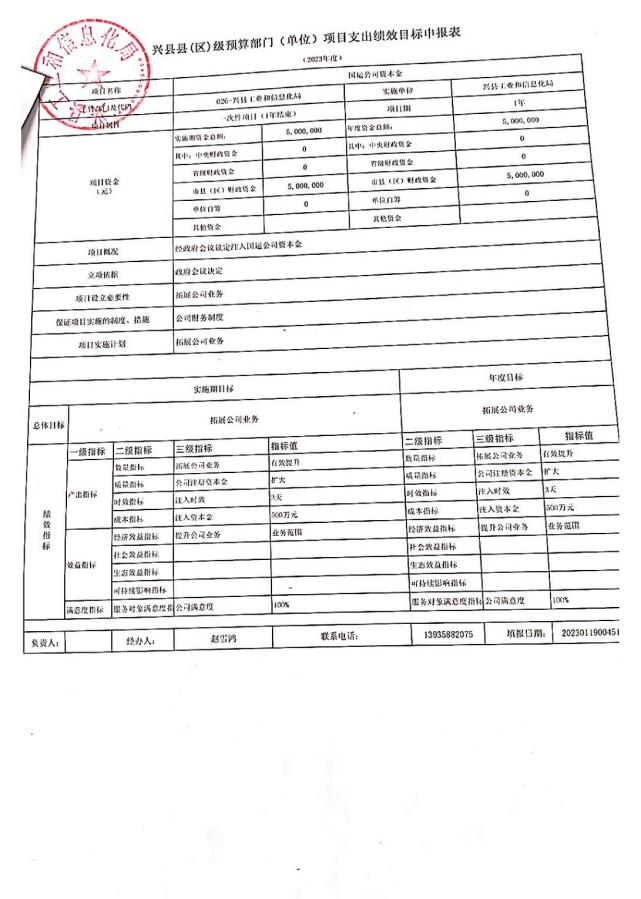 兴县县(区)级预算部门(单位)项目支出绩效目标申报表
(2023年度)
项目名称 国运公司资本金
主管部门及代码 026-兴县工业和信息化局 实施单位 兴县工业和信息化局
项目属性 一次性项目(1年结束) 项目期 1年
项目资金(元) 实施期资金总额: 5,000,000 年度资金总额: 5,000,000
其中:中央财政资金 0 其中:中央财政资金 0
省级财政资金 0 省级财政资金 0
市县(区)财政资金 5,000,000 市县(区)财政资金 5,000,000
单位自筹 0 单位自筹 0
其他资金 其他资金
项目概况 经政府会议议定注入国运公司资本金
立项依据 政府会议决定
项目设立必要性 拓展公司业务
保证项目实施的制度、措施 公司财务制度
项目实施计划 拓展公司业务
实施期目标 年度目标
总体目标 拓展公司业务 拓展公司业务
绩效指标 一级指标 二级指标 三级指标 指标值 二级指标 三级指标 指标值
产出指标 数量指标 拓展公司业务 有效提升 数量指标 拓展公司业务 有效提升
质量指标 公司注册资本金 扩大 质量指标 公司注册资本金 扩大
时效指标 注入时效 3天 时效指标 注入时效 3天
成本指标 注入资本金 500万元 成本指标 注入资本金 500万元
效益指标 经济效益指标 提升公司业务 业务范围 经济效益指标 提升公司业务 业务范围
社会效益指标 社会效益指标
生态效益指标 生态效益指标
可持续影响指标 可持续影响指标
满意度指标 服务对象满意度指 公司满意度 100% 服务对象满意度指标 公司满意度 100%
负责人: 经办人: 赵雪鸿 联系电话: 13935882075 填报日期: 2023011900451